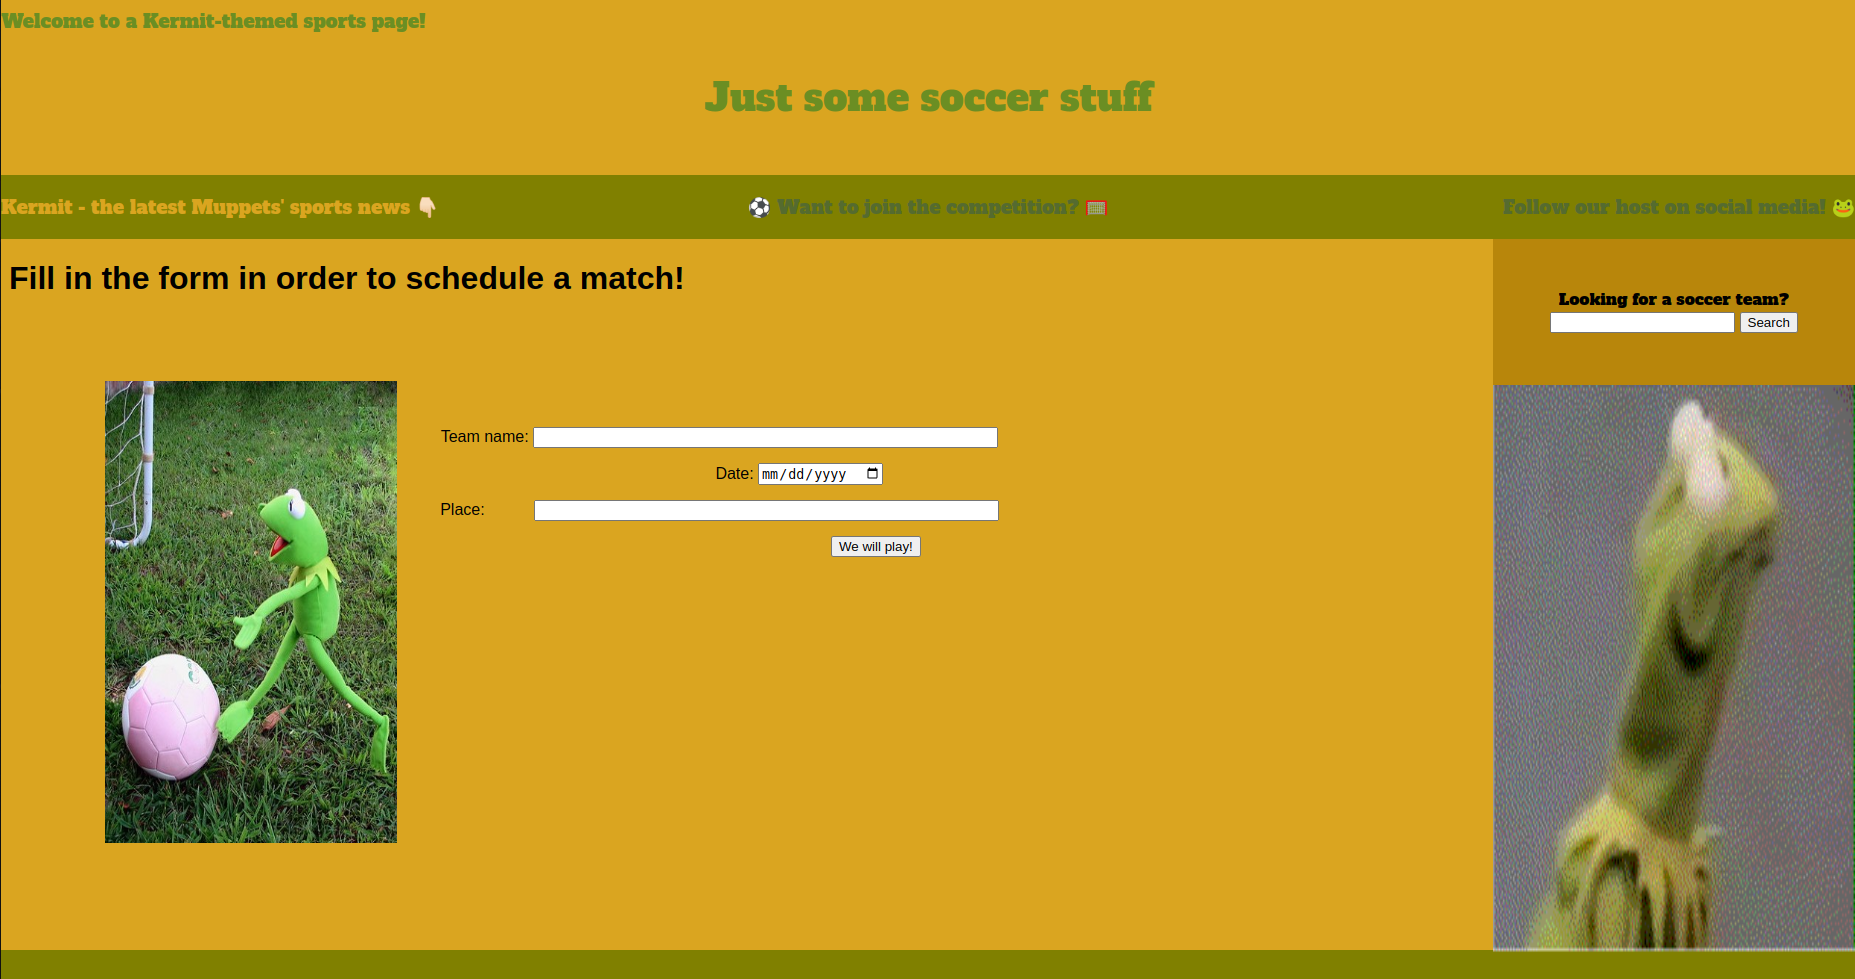 Welcome to a Kermit-themed sports page!
Just some soccer stuff
Kermit - the latest Muppets' sports news 👇🏻
⚽ Want to join the competition? 🥅
Follow our host on social media! 🐸
Fill in the form in order to schedule a match!
Looking for a soccer team?
Search
Team name:
Date: mm/dd/yyyy
Place:
We will play!